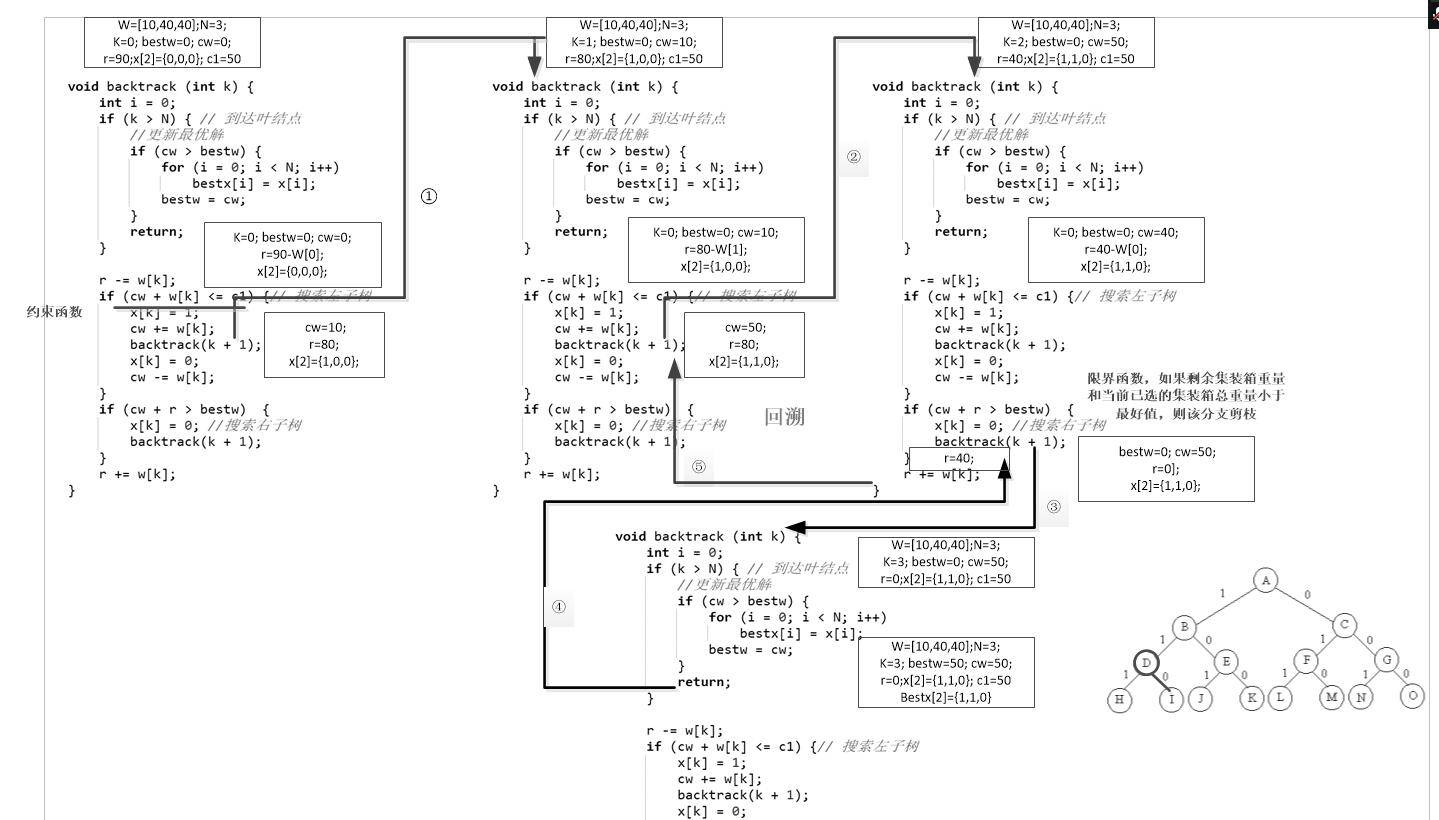 W=[10,40,40];N=3;
K=0; bestw=0; cw=0;
r=90;x[2]={0,0,0}; c1=50
void backtrack (int k) {
int i = 0;
if (k > N) { // 到达叶结点
//更新最优解
if (cw > bestw) {
for (i = 0; i < N; i++)
bestx[i] = x[i];
bestw = cw;
}
return;
}
K=0; bestw=0; cw=0;
r=90-W[0];
x[2]={0,0,0};
r -= w[k];
if (cw + w[k] <= c1) {// 搜索左子树
约束函数
x[k] = 1;
cw += w[k];
backtrack(k + 1);
x[k] = 0;
cw -= w[k];
}
cw=10;
r=80;
x[2]={1,0,0};
if (cw + r > bestw) {
x[k] = 0; //搜索右子树
backtrack(k + 1);
}
r += w[k];
}
①
W=[10,40,40];N=3;
K=1; bestw=0; cw=10;
r=80;x[2]={1,0,0}; c1=50
void backtrack (int k) {
int i = 0;
if (k > N) { // 到达叶结点
//更新最优解
if (cw > bestw) {
for (i = 0; i < N; i++)
bestx[i] = x[i];
bestw = cw;
}
return;
}
K=0; bestw=0; cw=10;
r=80-W[1];
x[2]={1,0,0};
r -= w[k];
if (cw + w[k] <= c1) {// 搜索左子树
x[k] = 1;
cw += w[k];
backtrack(k + 1);
x[k] = 0;
cw -= w[k];
}
cw=50;
r=80;
x[2]={1,1,0};
if (cw + r > bestw) {
x[k] = 0; //搜索右子树
backtrack(k + 1);
}
r += w[k];
}
回溯
⑤
②
W=[10,40,40];N=3;
K=2; bestw=0; cw=50;
r=40;x[2]={1,1,0}; c1=50
void backtrack (int k) {
int i = 0;
if (k > N) { // 到达叶结点
//更新最优解
if (cw > bestw) {
for (i = 0; i < N; i++)
bestx[i] = x[i];
bestw = cw;
}
return;
}
K=0; bestw=0; cw=40;
r=40-W[0];
x[2]={1,1,0};
r -= w[k];
if (cw + w[k] <= c1) {// 搜索左子树
x[k] = 1;
cw += w[k];
backtrack(k + 1);
x[k] = 0;
cw -= w[k];
}
限界函数，如果剩余集装箱重量
和当前已选的集装箱总重量小于
最好值，则该分支剪枝
if (cw + r > bestw) {
x[k] = 0; //搜索右子树
backtrack(k + 1);
}
r=40;
r += w[k];
}
bestw=0; cw=50;
r=0];
x[2]={1,1,0};
③
④
void backtrack (int k) {
int i = 0;
if (k > N) { // 到达叶结点
//更新最优解
if (cw > bestw) {
for (i = 0; i < N; i++)
bestx[i] = x[i];
bestw = cw;
}
return;
}
W=[10,40,40];N=3;
K=3; bestw=0; cw=50;
r=0;x[2]={1,1,0}; c1=50
W=[10,40,40];N=3;
K=3; bestw=50; cw=50;
r=0;x[2]={1,1,0}; c1=50
Bestx[2]={1,1,0}
r -= w[k];
if (cw + w[k] <= c1) {// 搜索左子树
x[k] = 1;
cw += w[k];
backtrack(k + 1);
x[k] = 0;
A
1 0
B C
1 0 1 0
D E F G
1 0 1 0 1 0 1 0
H I J K L M N O